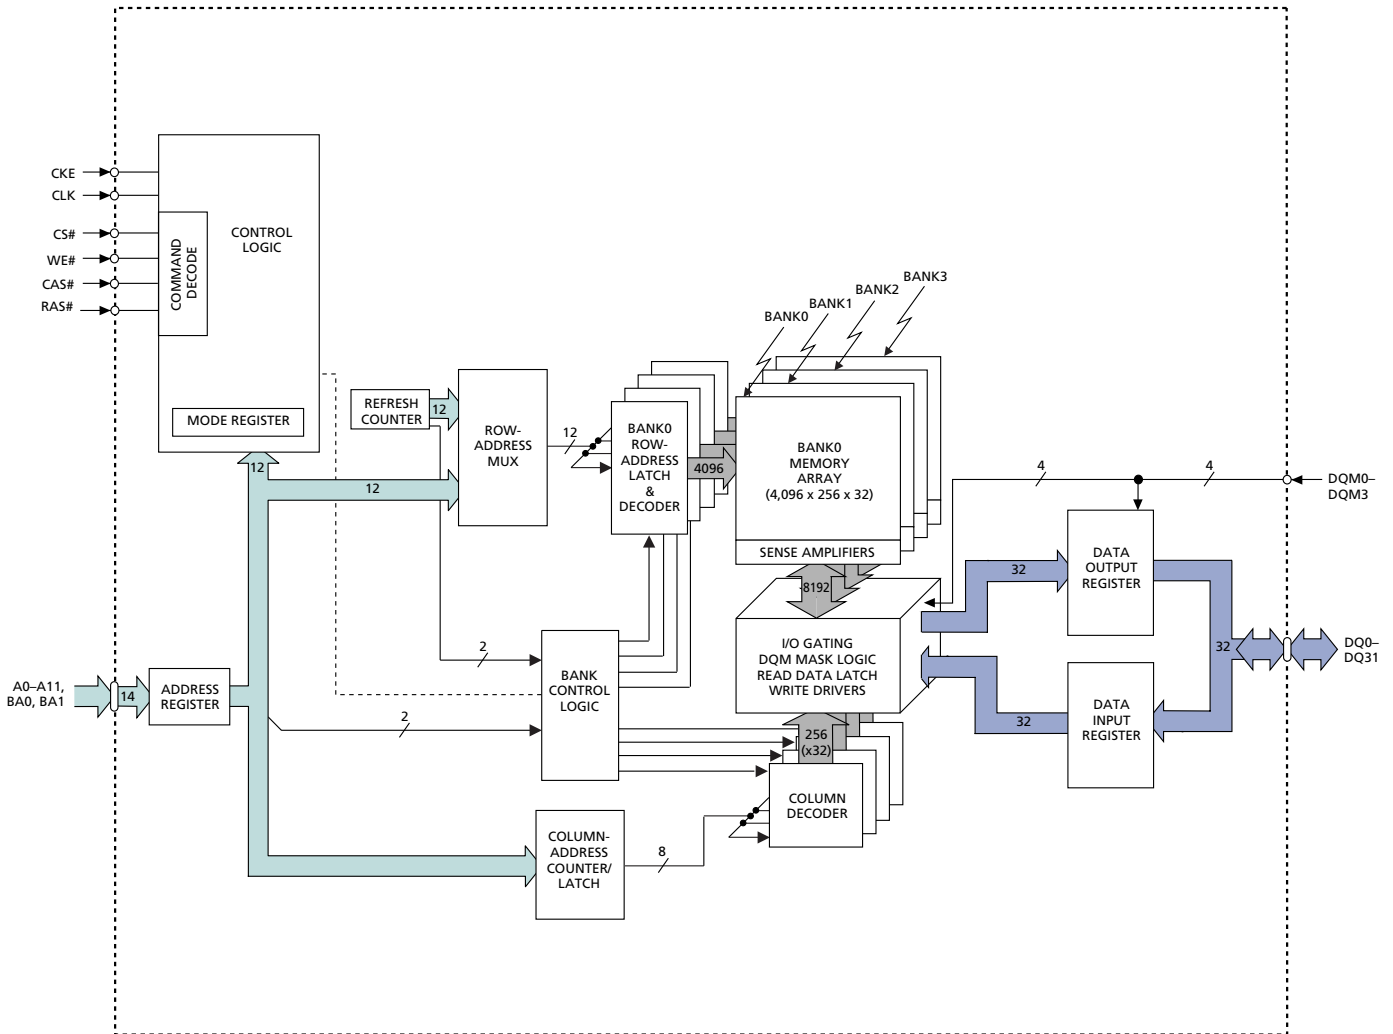 CKE
CLK
CS#
WE#
CAS#
RAS#
COMMAND
DECODE
CONTROL
LOGIC
MODE REGISTER
12
REFRESH
COUNTER
12
12
ROW-
ADDRESS
MUX
12
BANK0
ROW-
ADDRESS
LATCH
&
DECODER
4096
BANK0
BANK1
BANK2
BANK3
BANK0
MEMORY
ARRAY
(4,096 x 256 x 32)
SENSE AMPLIFIERS
8192
I/O GATING
DQM MASK LOGIC
READ DATA LATCH
WRITE DRIVERS
256
(x32)
COLUMN
DECODER
4
4
DQM0–
DQM3
DATA
OUTPUT
REGISTER
32
32
DQ0–
DQ31
DATA
INPUT
REGISTER
32
A0–A11,
BA0, BA1
14
ADDRESS
REGISTER
2
2
BANK
CONTROL
LOGIC
COLUMN-
ADDRESS
COUNTER/
LATCH
8